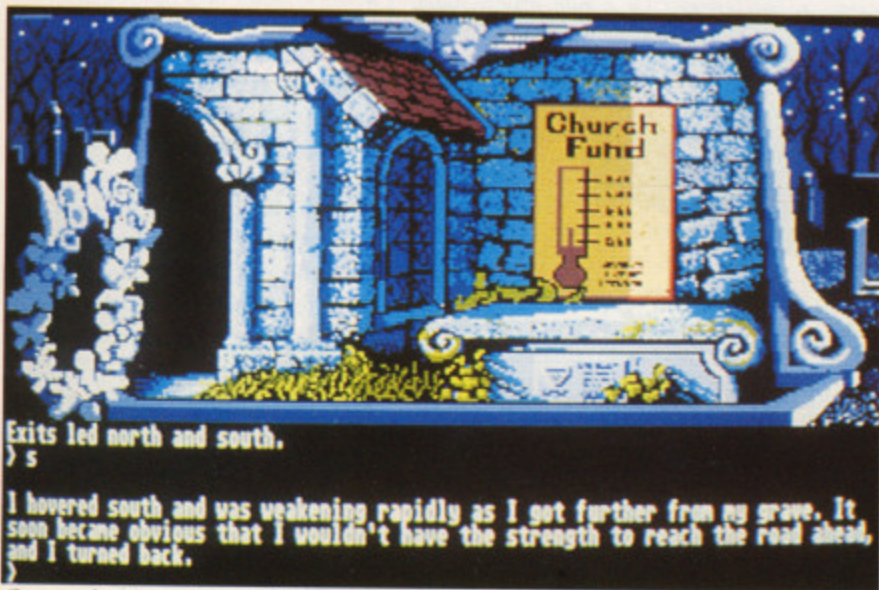 Church
Fund
Exits led north and south.
> s
I hovered south and was weakening rapidly as I got further from my grave. It
soon became obvious that I wouldn't have the strength to reach the road ahead,
and I turned back.
>